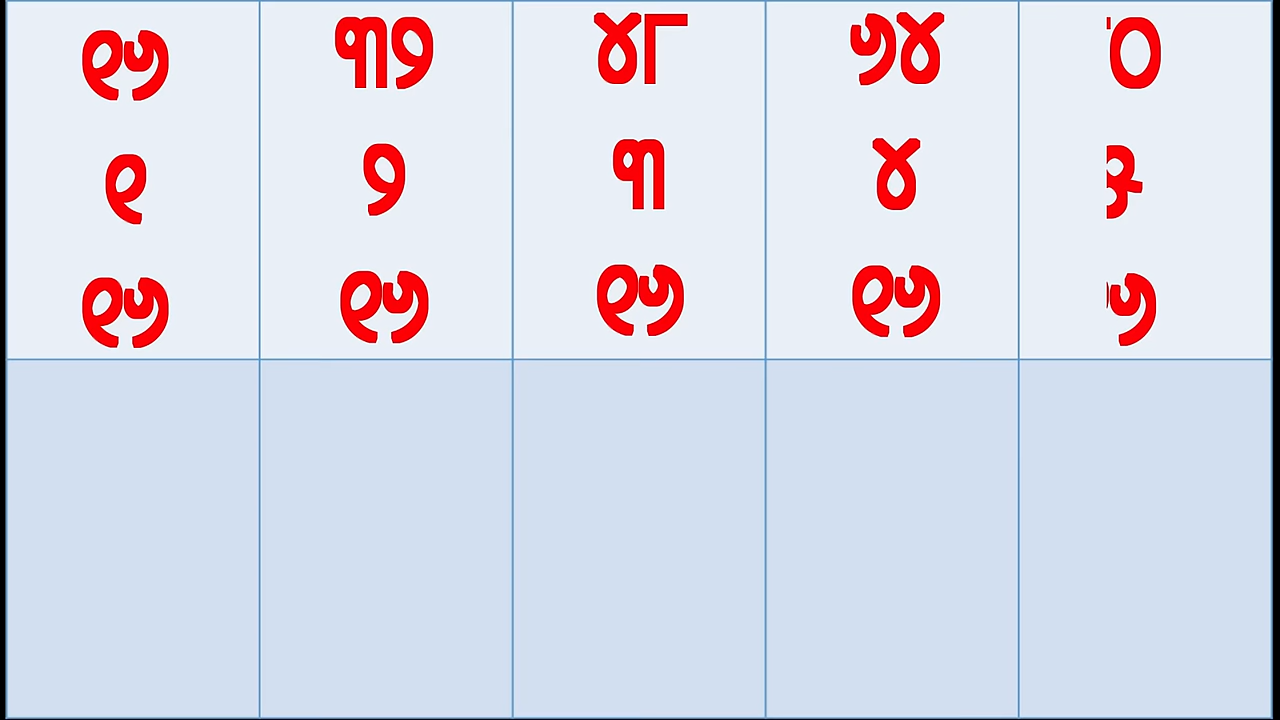 ୧୬ ୩୨ ୪୮ ୬୪
୧ ୨ ୩ ୪
୧୬ ୧୬ ୧୬ ୧୬